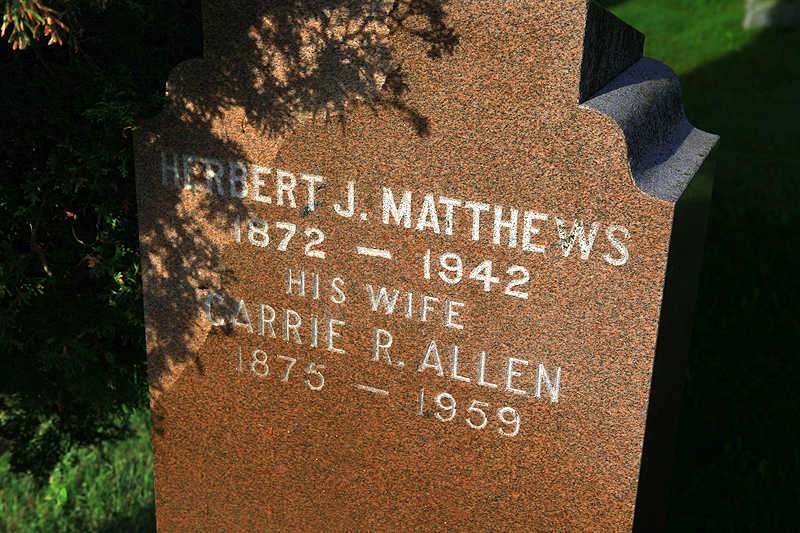 HERBERT J. MATTHEWS
1872 – 1942
HIS WIFE
CARRIE R. ALLEN
1875 – 1959